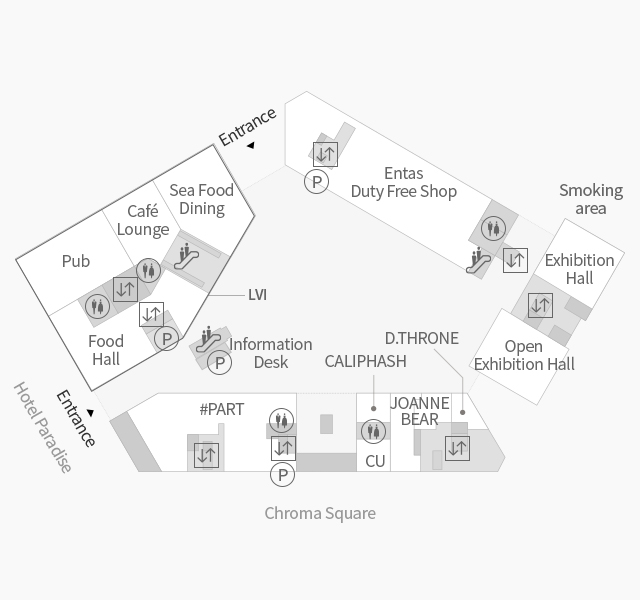 Entrance
Sea Food
Dining
Café
Lounge
Pub
Food
Hall
LVI
P
Entas
Duty Free Shop
P
Smoking
area
Exhibition
Hall
Open
Exhibition Hall
Information
Desk
P
D.THRONE
CALIPHASH
JOANNE
BEAR
#PART
CU
P
Entrance
Hotel Paradise
Chroma Square